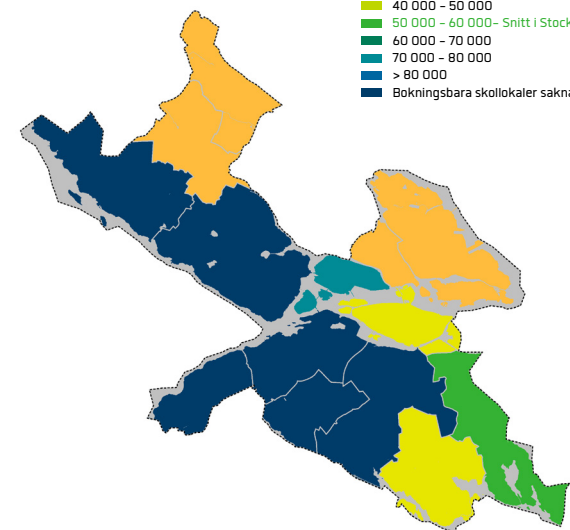 40 000 – 50 000
50 000 – 60 000– Snitt i Stock
60 000 – 70 000
70 000 – 80 000
> 80 000
Bokningsbara skollokaler sakna